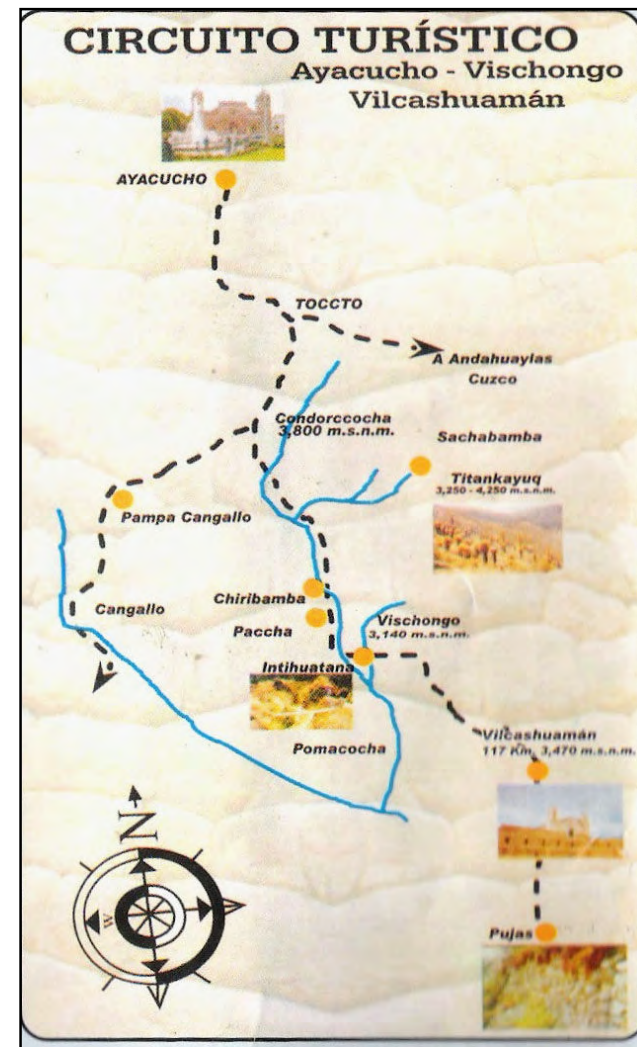 CIRCUITO TURÍSTICO
Ayacucho - Vischongo
Vilcashuamán
AYACUCHO
TOCCTO
A Andahuaylas
Cuzco
Condorccocha
3,800 m.s.n.m.
Sachabamba
Titankayuq
3,250 - 4,250 m.s.n.m.
Pampa Cangallo
Chiribamba
Cangallo
Paccha
Vischongo
3,140 m.s.n.m.
Intihuatana
Pomacocha
Vilcashuamán
117 Km. 3,470 m.s.n.m.
N
W
Pujas